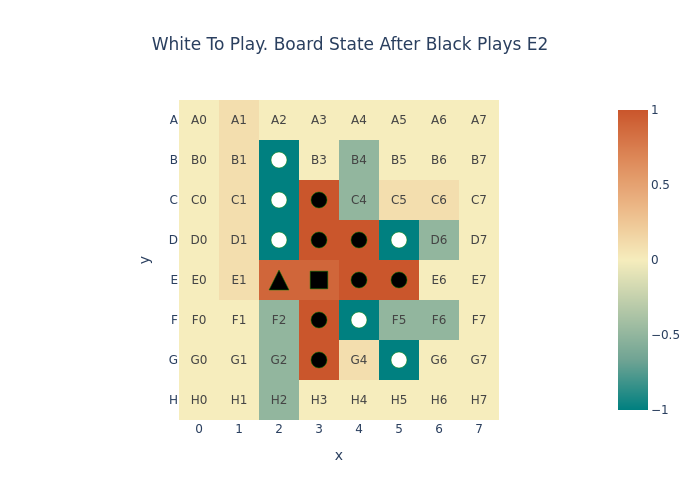 White To Play. Board State After Black Plays E2
A A0 A1 A2 A3 A4 A5 A6 A7
B B0 B1 B3 B4 B5 B6 B7
C C0 C1 C4 C5 C6 C7
D D0 D1 D6 D7
E E0 E1 E6 E7
F F0 F1 F2 F5 F6 F7
G G0 G1 G2 G4 G6 G7
H H0 H1 H2 H3 H4 H5 H6 H7
0 1 2 3 4 5 6 7
x
y
1
0.5
0
−0.5
−1